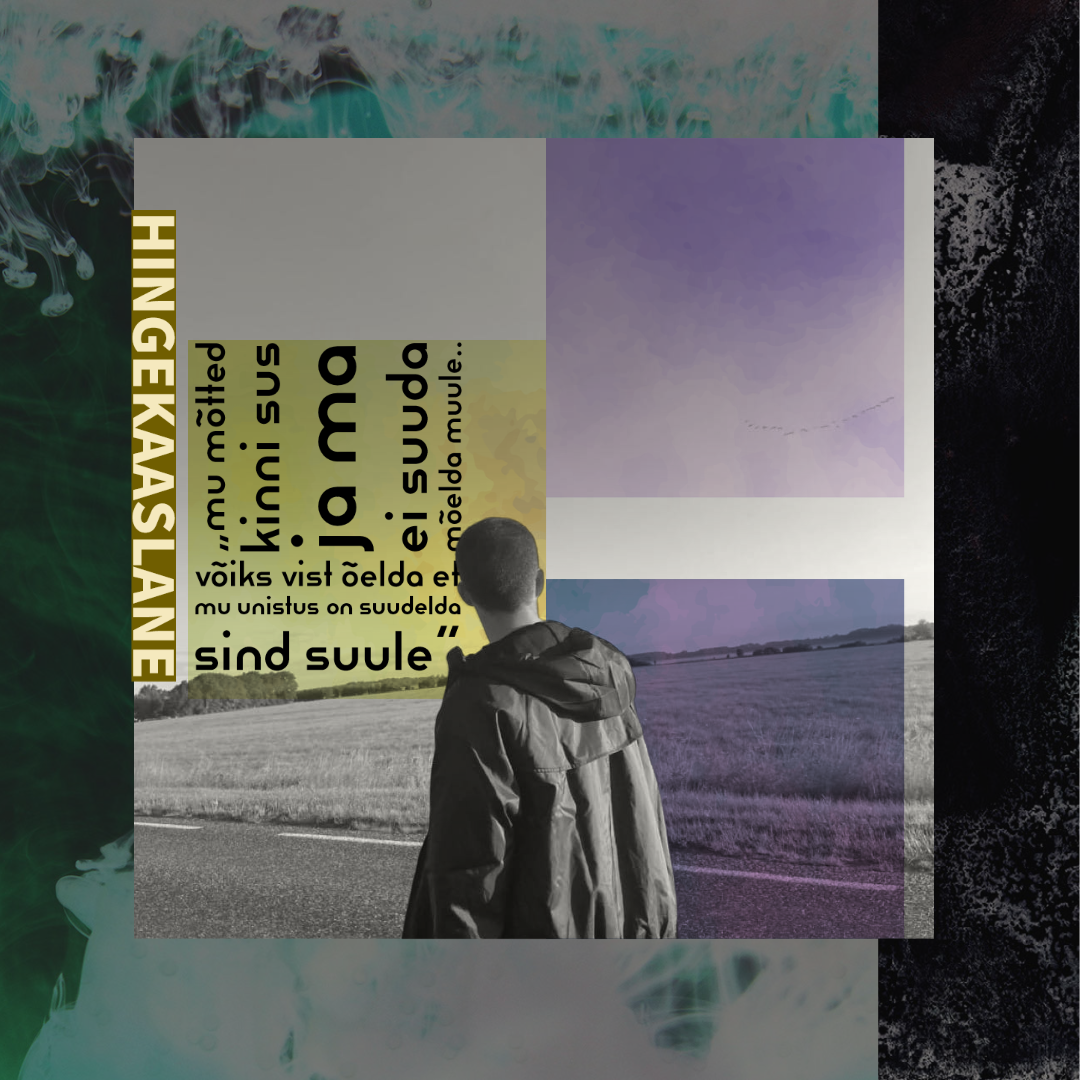 HINGEKAASLANE
„mu mõtted
kinni sus
ja ma
ei suuda
mõelda muule..
võiks vist õelda et
mu unistus on suudelda
sind suule“